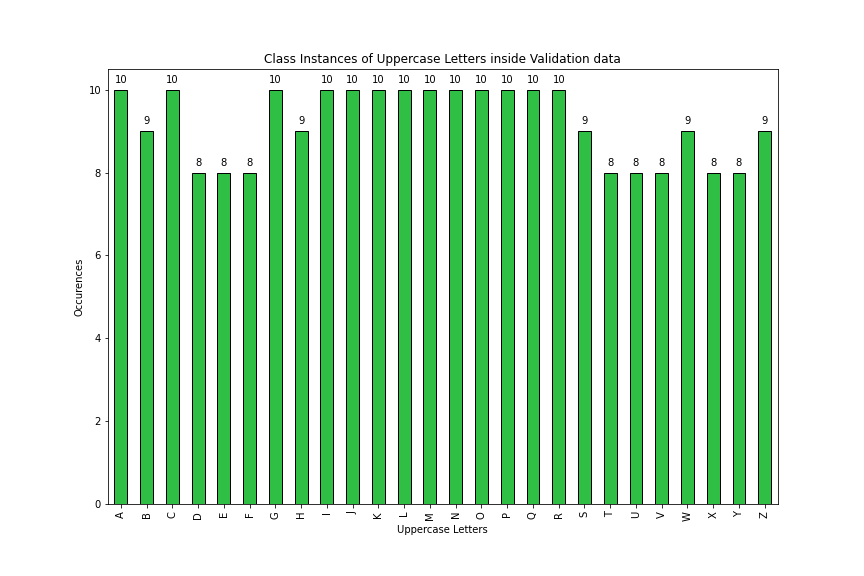 Class Instances of Uppercase Letters inside Validation data
10 9 10 8 8 8 10 9 10 10 10 10 10 10 10 10 10 10 9 8 8 8 9 8 8 9
10
8
6
4
2
0
Occurences
A B C D E F G H I J K L M N O P Q R S T U V W X Y Z
Uppercase Letters